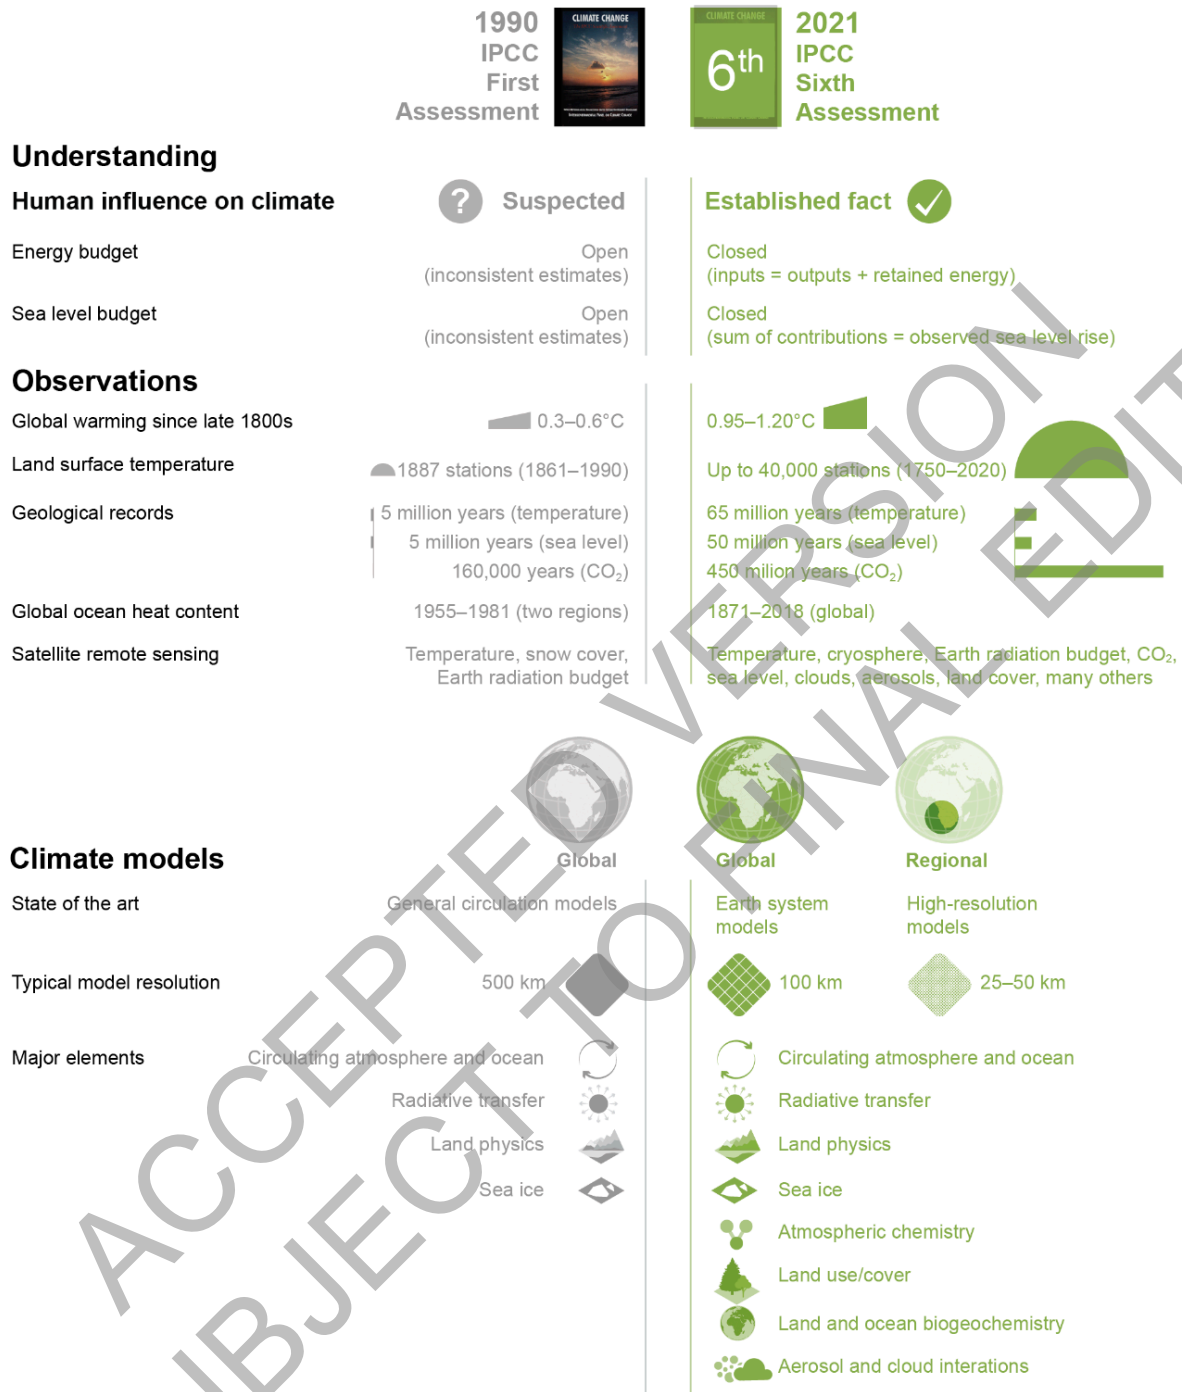 1990
IPCC
First
Assessment
CLIMATE CHANGE
CLIMATE CHANGE
6th
2021
IPCC
Sixth
Assessment
Understanding
Human influence on climate
? Suspected
Established fact
Energy budget
Open
(inconsistent estimates)
Closed
(inputs = outputs + retained energy)
Sea level budget
Open
(inconsistent estimates)
Closed
(sum of contributions = observed sea level rise)
Observations
Global warming since late 1800s
0.3–0.6°C
0.95–1.20°C
Land surface temperature
1887 stations (1861–1990)
Up to 40,000 stations (1750–2020)
Geological records
5 million years (temperature)
65 million years (temperature)
5 million years (sea level)
50 million years (sea level)
160,000 years (CO₂)
450 milion years (CO₂)
Global ocean heat content
1955–1981 (two regions)
1871–2018 (global)
Satellite remote sensing
Temperature, snow cover,
Earth radiation budget
Temperature, cryosphere, Earth radiation budget, CO₂,
sea level, clouds, aerosols, land cover, many others
Climate models
Global
Global
Regional
State of the art
General circulation models
Earth system
models
High-resolution
models
Typical model resolution
500 km
100 km
25–50 km
Major elements
Circulating atmosphere and ocean
Circulating atmosphere and ocean
Radiative transfer
Radiative transfer
Land physics
Land physics
Sea ice
Sea ice
Atmospheric chemistry
Land use/cover
Land and ocean biogeochemistry
Aerosol and cloud interations
ACCEPTED VERSION
TO FINAL